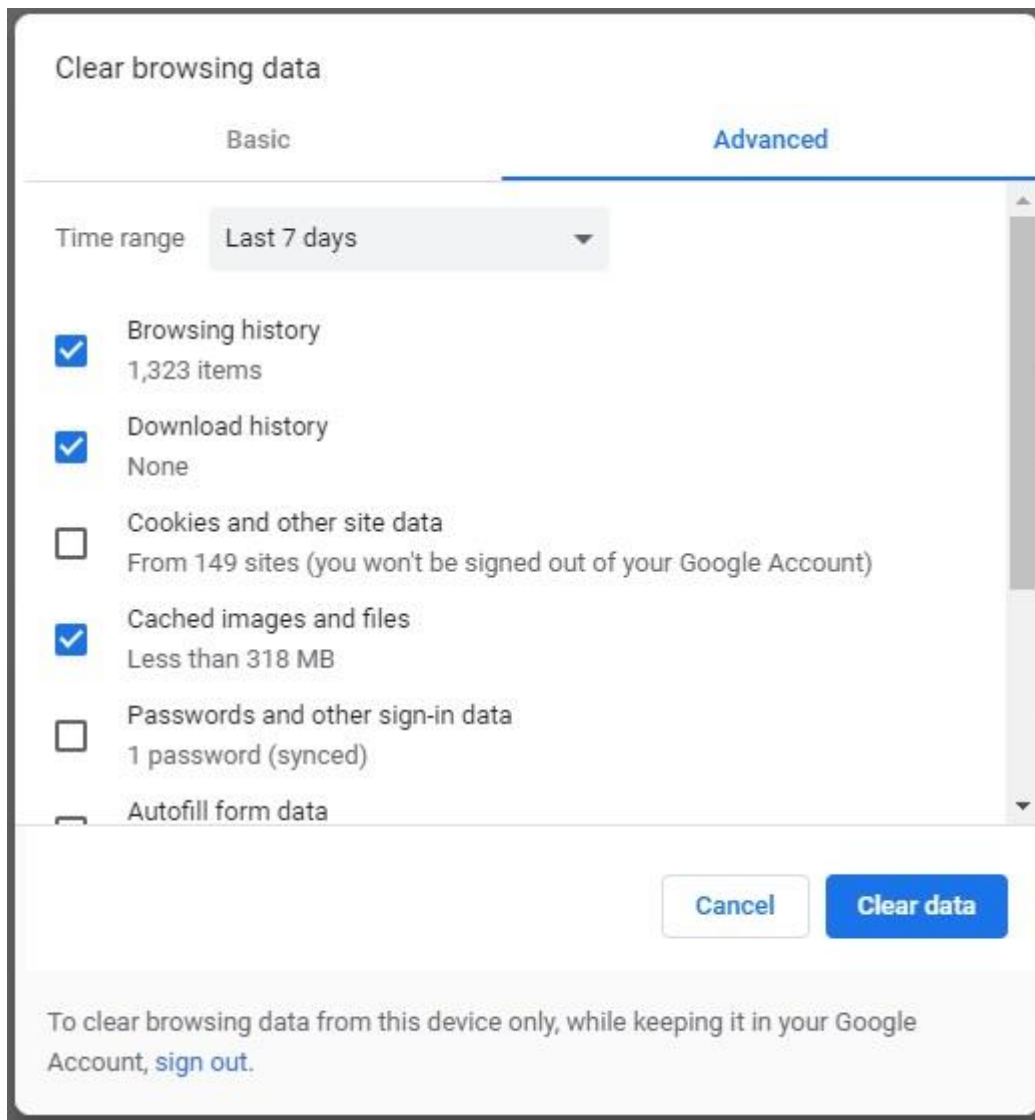 Clear browsing data
Basic
Advanced
Time range
Last 7 days
Browsing history
1,323 items
Download history
None
Cookies and other site data
From 149 sites (you won't be signed out of your Google Account)
Cached images and files
Less than 318 MB
Passwords and other sign-in data
1 password (synced)
Autofill form data
Cancel
Clear data
To clear browsing data from this device only, while keeping it in your Google
Account, sign out.